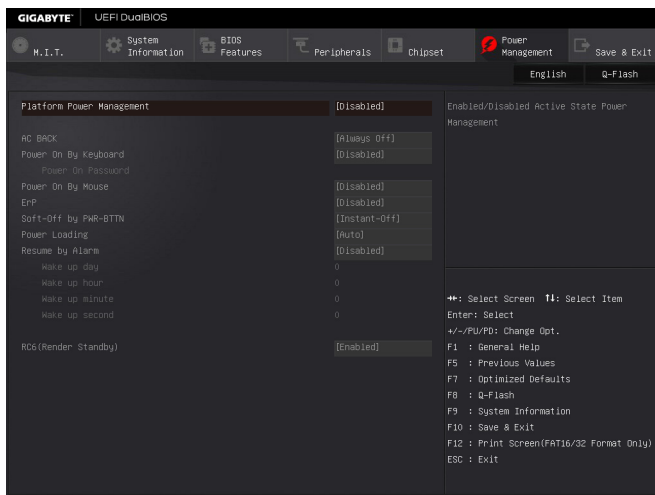 GIGABYTE™ UEFI DualBIOS
M.I.T.
System Information
BIOS Features
Peripherals
Chipset
Power Management
Save & Exit
English Q-Flash
Platform Power Management [Disabled]
Enabled/Disabled Active State Power
Management
AC BACK [Always Off]
Power On By Keyboard [Disabled]
Power On Password
Power On By Mouse [Disabled]
ErP [Disabled]
Soft-Off by PWR-BTTN [Instant-Off]
Power Loading [Auto]
Resume by Alarm [Disabled]
Wake up day 0
Wake up hour 0
Wake up minute 0
Wake up second 0
RC6(Render Standby) [Enabled]
→←: Select Screen ↑↓: Select Item
Enter: Select
+/-/PU/PD: Change Opt.
F1 : General Help
F5 : Previous Values
F7 : Optimized Defaults
F8 : Q-Flash
F9 : System Information
F10 : Save & Exit
F12 : Print Screen(FAT16/32 Format Only)
ESC : Exit